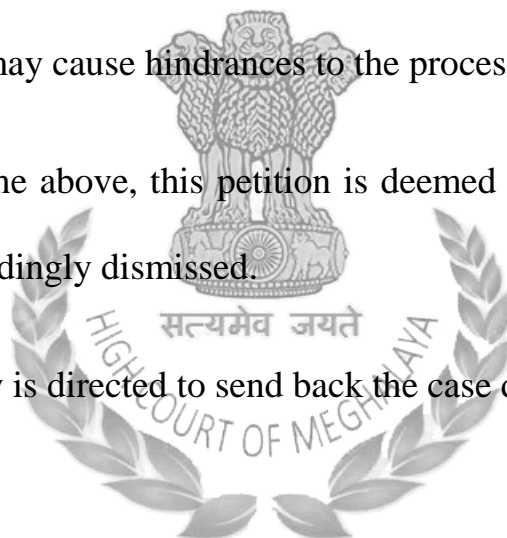 may cause hindrances to the proces
he above, this petition is deemed
dingly dismissed.
सत्यमेव जयते
HIGH COURT OF MEGHALAYA
is directed to send back the case